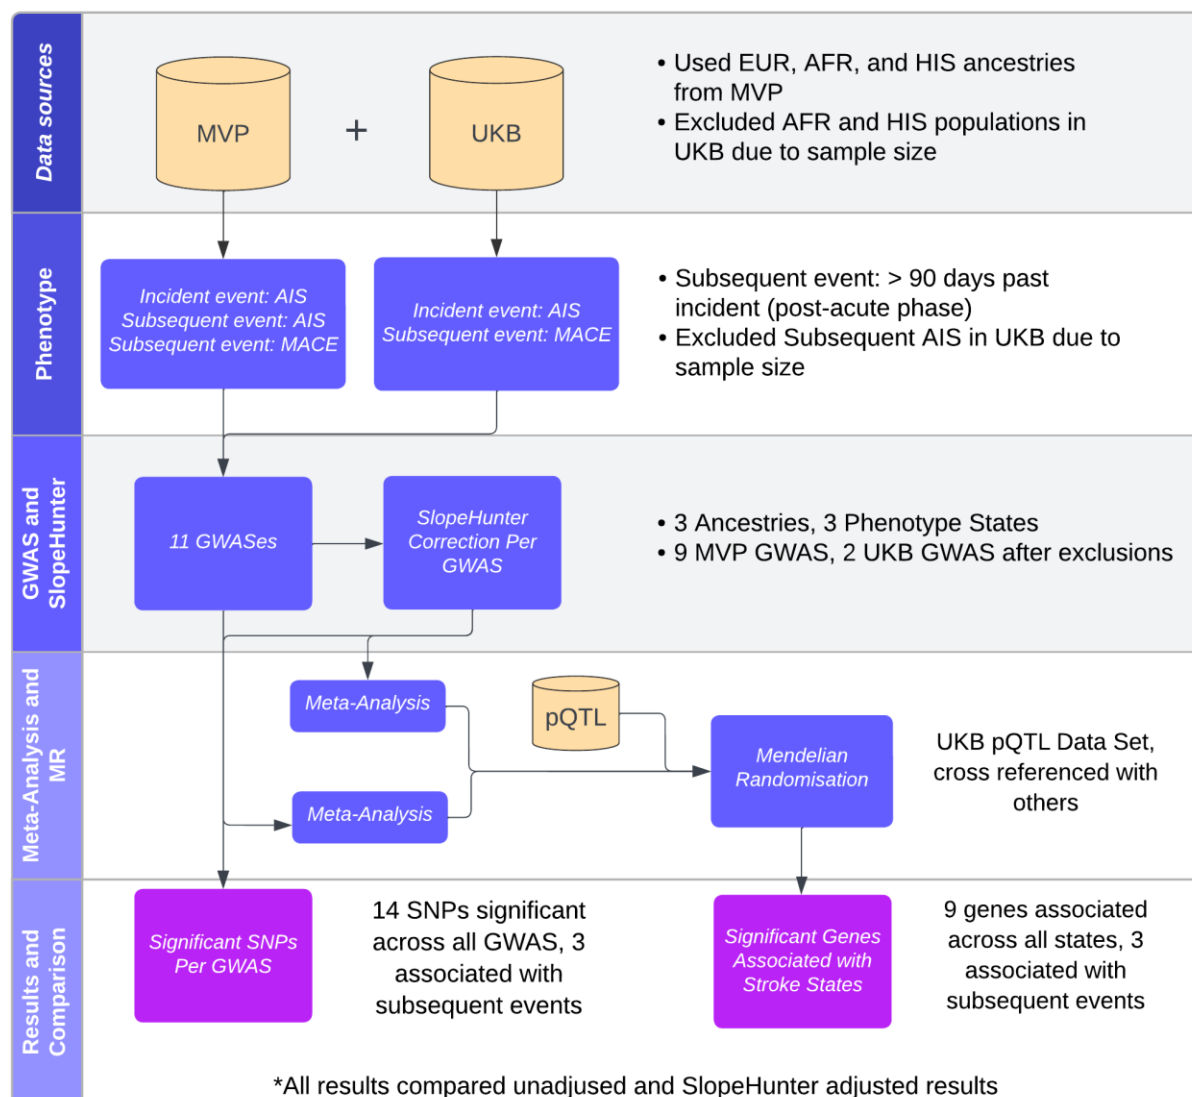 Data sources
MVP
+
UKB
• Used EUR, AFR, and HIS ancestries
from MVP
• Excluded AFR and HIS populations in
UKB due to sample size
Phenotype
Incident event: AIS
Subsequent event: AIS
Subsequent event: MACE
Incident event: AIS
Subsequent event: MACE
• Subsequent event: > 90 days past
incident (post-acute phase)
• Excluded Subsequent AIS in UKB due to
sample size
GWAS and
SlopeHunter
11 GWASes
SlopeHunter
Correction Per
GWAS
• 3 Ancestries, 3 Phenotype States
• 9 MVP GWAS, 2 UKB GWAS after exclusions
Meta-Analysis and
MR
Meta-Analysis
Meta-Analysis
pQTL
Mendelian
Randomisation
UKB pQTL Data Set,
cross referenced with
others
Results and
Comparison
Significant SNPs
Per GWAS
14 SNPs significant
across all GWAS, 3
associated with
subsequent events
Significant Genes
Associated with
Stroke States
9 genes associated
across all states, 3
associated with
subsequent events
*All results compared unadjused and SlopeHunter adjusted results